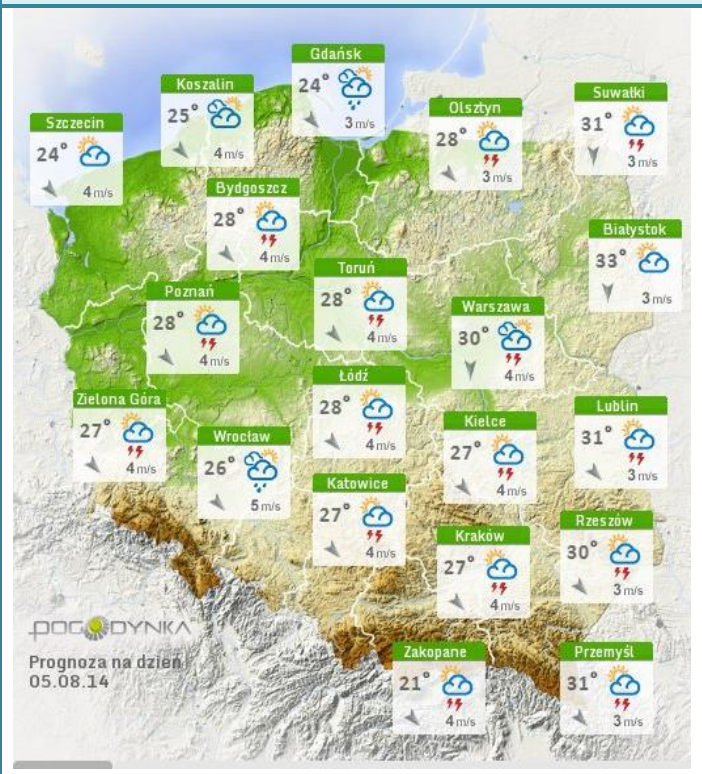 Gdańsk
24°
3 m/s
Koszalin
25°
4 m/s
Szczecin
24°
4 m/s
Olsztyn
28°
3 m/s
Suwałki
31°
3 m/s
Bydgoszcz
28°
4 m/s
Białystok
33°
3 m/s
Toruń
28°
4 m/s
Poznań
28°
4 m/s
Warszawa
30°
4 m/s
Łódź
28°
4 m/s
Zielona Góra
27°
4 m/s
Wrocław
26°
5 m/s
Kielce
27°
4 m/s
Lublin
31°
3 m/s
Katowice
27°
4 m/s
Kraków
27°
4 m/s
Rzeszów
30°
3 m/s
POGODYNKA
Prognoza na dzień
05.08.14
Zakopane
21°
4 m/s
Przemyśl
31°
3 m/s